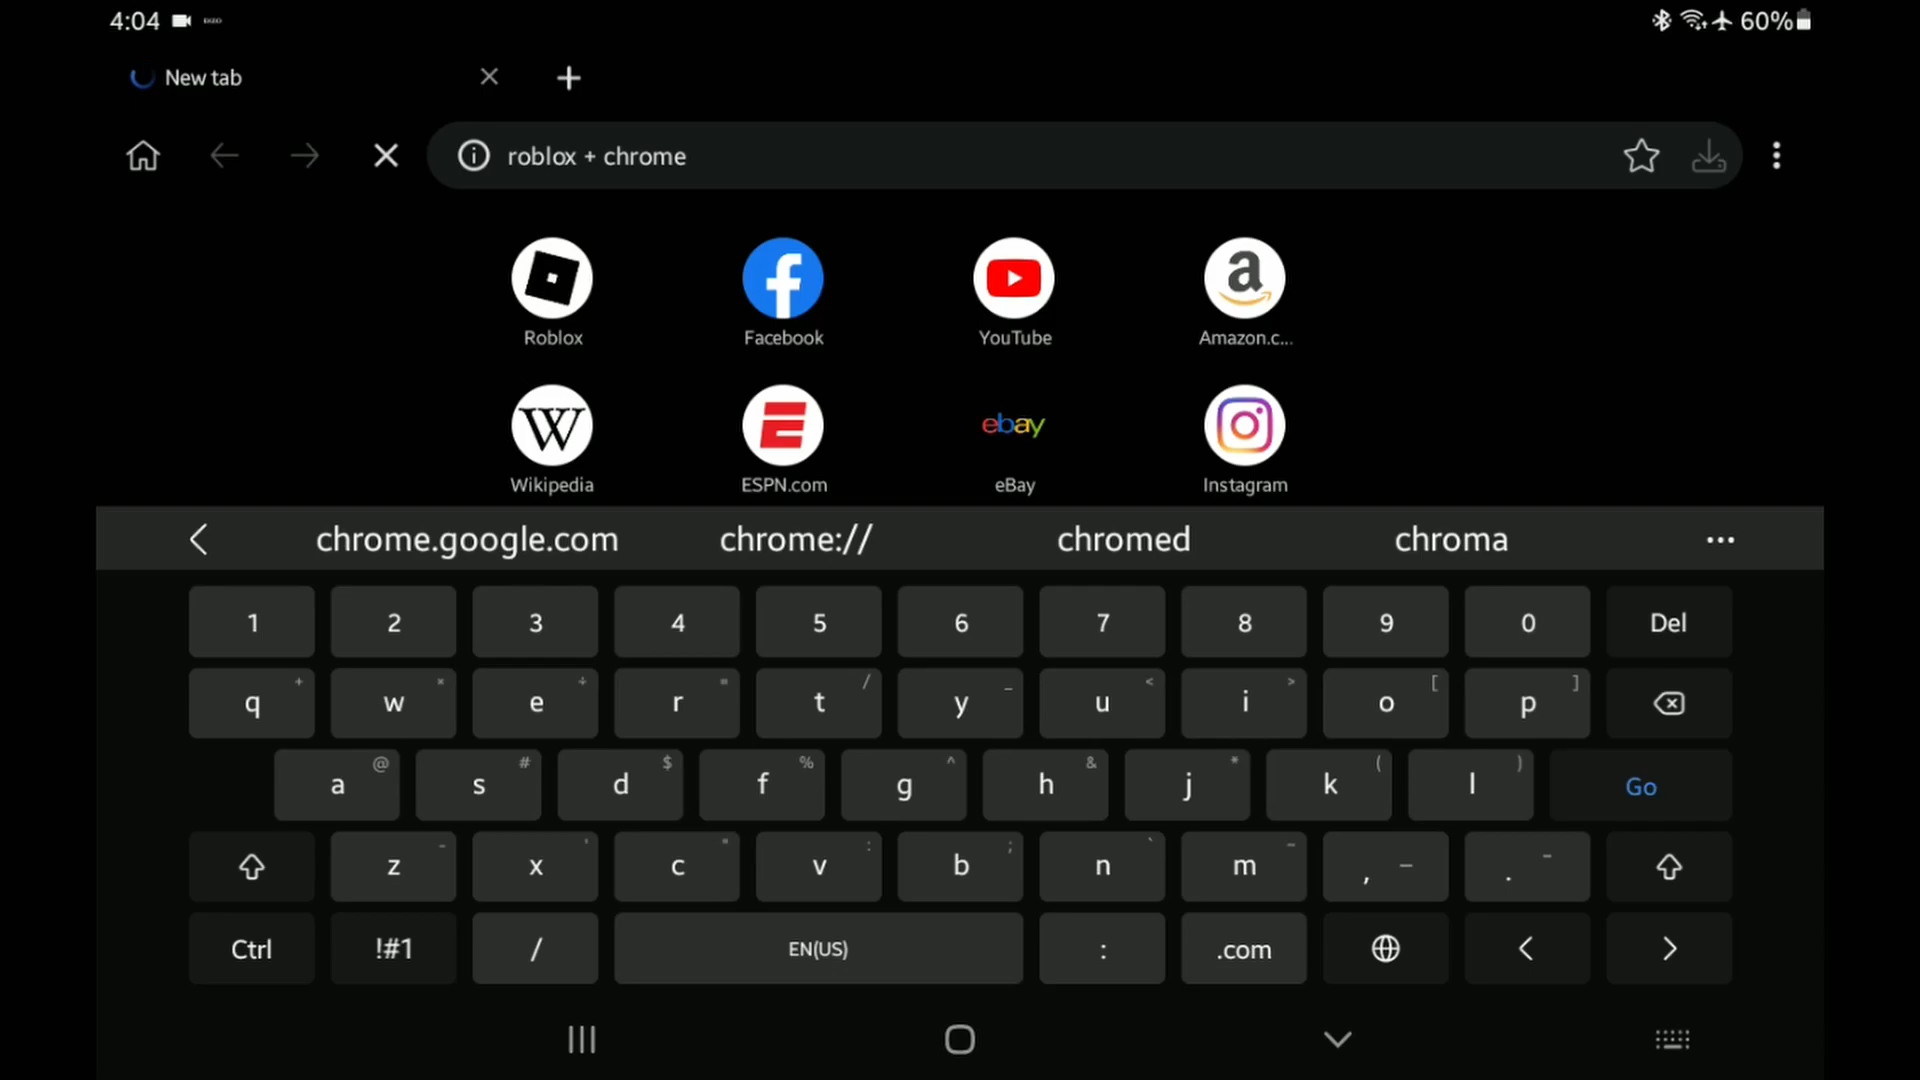 4:04
60%
New tab
roblox + chrome
Roblox
Facebook
YouTube
a
Amazon.c...
W
E
ebay
Wikipedia
ESPN.com
eBay
Instagram
chrome.google.com chrome:// chromed chroma
1 2 3 4 5 6 7 8 9 0 Del
q w e r t y u i o p
a s d f g h j k l Go
z x c v b n m , .
Ctrl !#1 / EN(US) : .com < >